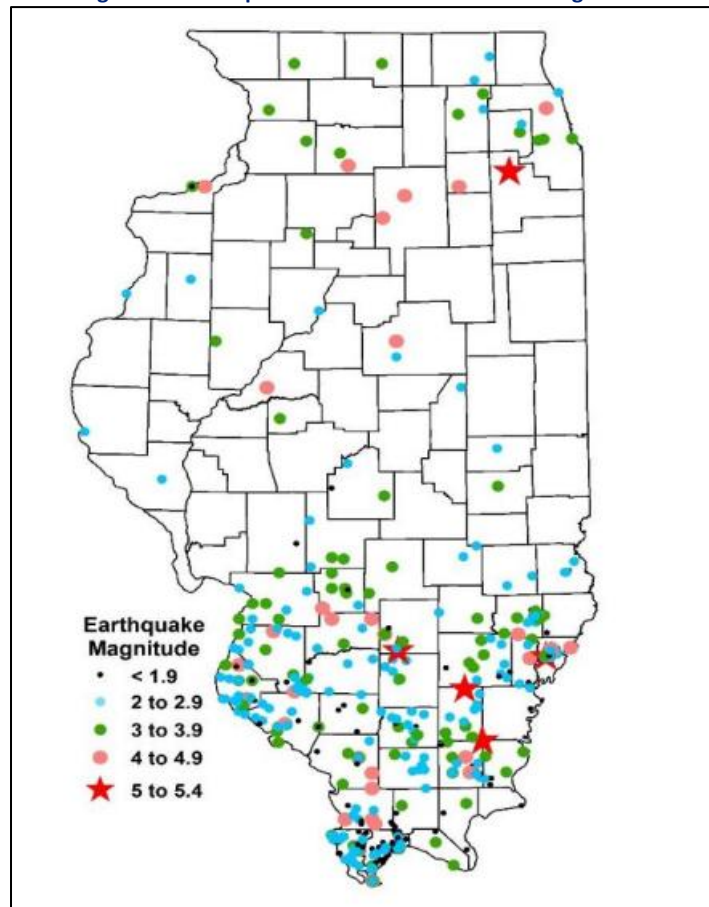 Earthquake
Magnitude
< 1.9
2 to 2.9
3 to 3.9
4 to 4.9
5 to 5.4